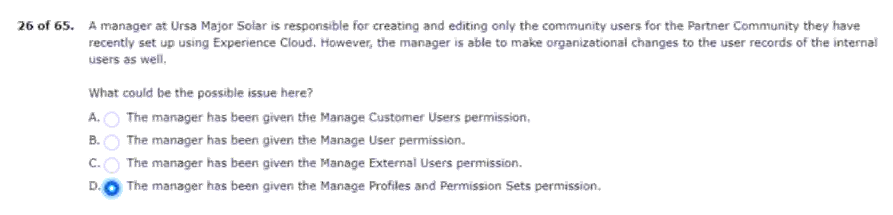 26 of 65. A manager at Ursa Major Solar is responsible for creating and editing only the community users for the Partner Community they have
recently set up using Experience Cloud. However, the manager is able to make organizational changes to the user records of the internal
users as well.
What could be the possible issue here?
A. The manager has been given the Manage Customer Users permission.
B. The manager has been given the Manage User permission.
C. The manager has been given the Manage External Users permission.
D. The manager has been given the Manage Profiles and Permission Sets permission.